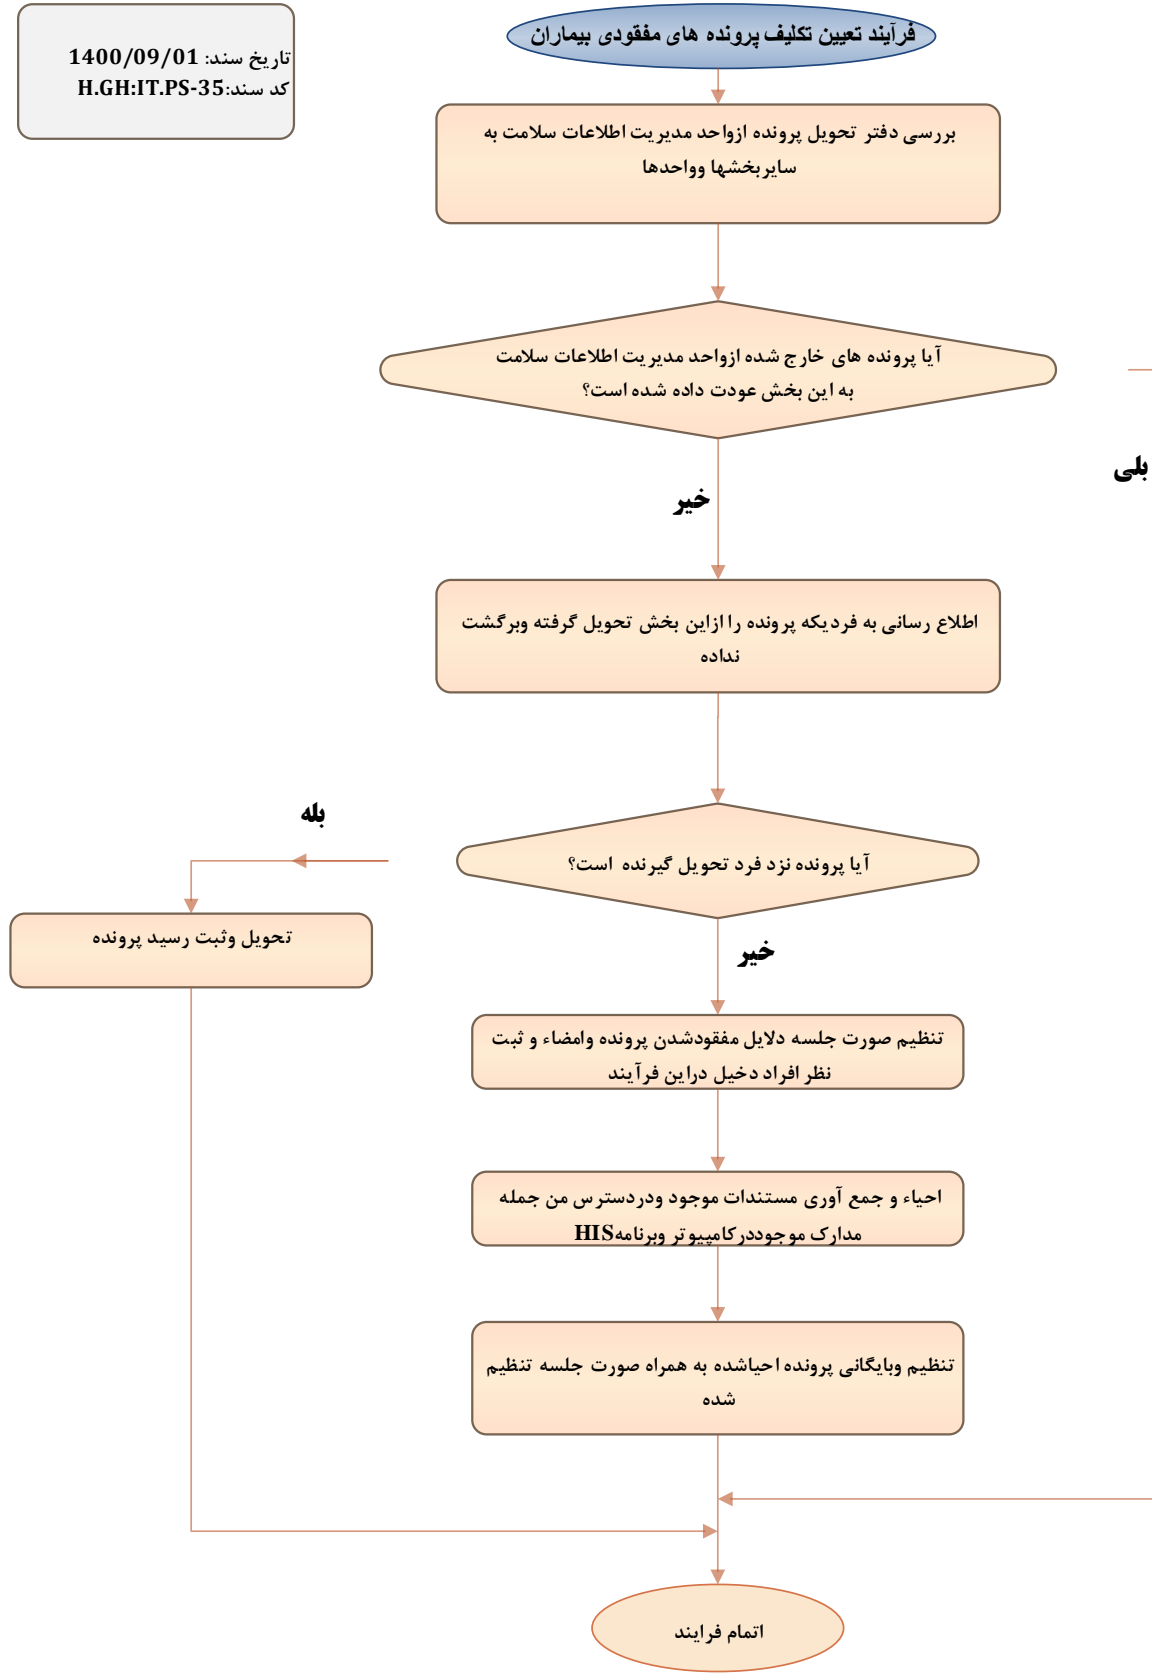 تاریخ سند: 1400/09/01
کد سند:H.GH:IT.PS-35
فرآیند تعیین تکلیف پرونده های مفقودی بیماران
بررسی دفتر تحویل پرونده ازواحد مدیریت اطلاعات سلامت به
سایربخشها وواحدها
آیا پرونده های خارج شده ازواحد مدیریت اطلاعات سلامت
به این بخش عودت داده شده است؟
بلی
خیر
اطلاع رسانی به فردیکه پرونده را ازاین بخش تحویل گرفته وبرگشت
نداده
بله
آیا پرونده نزد فرد تحویل گیرنده است؟
تحویل وثبت رسید پرونده
خیر
تنظیم صورت جلسه دلایل مفقودشدن پرونده وامضاء و ثبت
نظر افراد دخیل دراین فرآیند
احیاء و جمع آوری مستندات موجود ودردسترس من جمله
مدارک موجوددرکامپیوتر وبرنامهHIS
تنظیم وبایگانی پرونده احیاشده به همراه صورت جلسه تنظیم
شده
اتمام فرایند